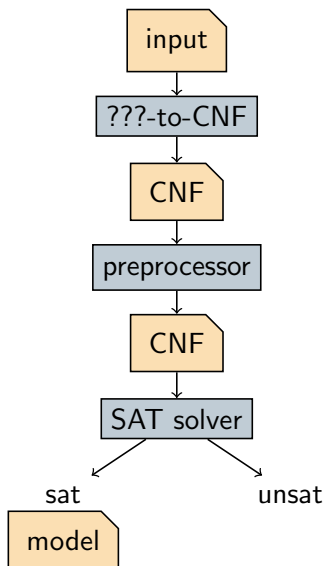 input
???-to-CNF
CNF
preprocessor
CNF
SAT solver
sat
unsat
model